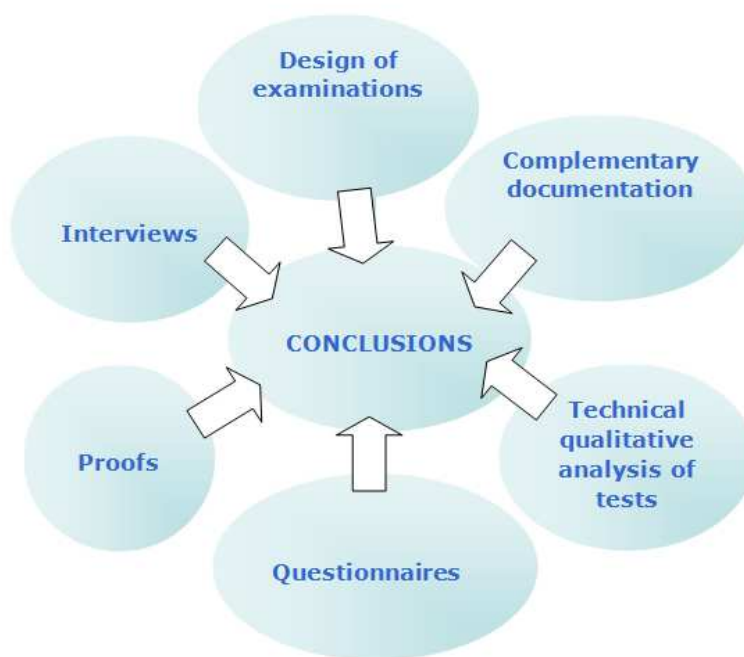 Design of
examinations
Complementary
documentation
Interviews
CONCLUSIONS
Technical
qualitative
analysis of
tests
Proofs
Questionnaires